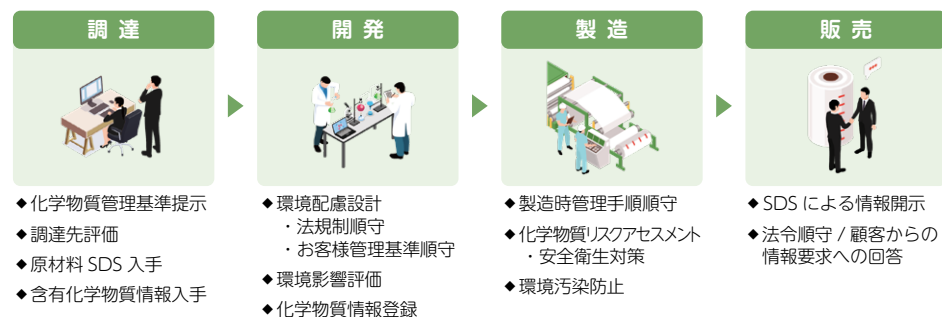 調達
◆化学物質管理基準提示
◆調達先評価
◆原材料 SDS 入手
◆含有化学物質情報入手
開発
◆環境配慮設計
・法規制順守
・お客様管理基準順守
◆環境影響評価
◆化学物質情報登録
製造
◆製造時管理手順順守
◆化学物質リスクアセスメント
・安全衛生対策
◆環境汚染防止
販売
◆SDS による情報開示
◆法令順守 / 顧客からの
情報要求への回答